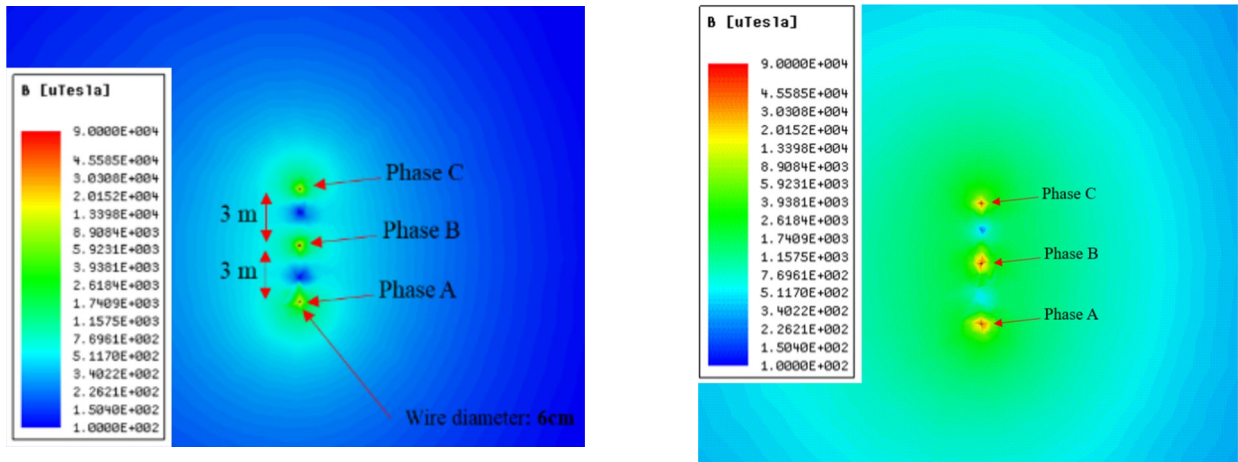 B [uTesla]
9.0000E+004
4.5585E+004
3.0308E+004
2.0152E+004
1.3398E+004
8.9084E+003
5.9231E+003
3.9381E+003
2.6184E+003
1.7409E+003
1.1575E+003
7.6961E+002
5.1170E+002
3.4022E+002
2.2621E+002
1.5040E+002
1.0000E+002
Phase C
3 m
Phase B
3 m
Phase A
Wire diameter: 6cm
B [uTesla]
9.0000E+004
4.5585E+004
3.0308E+004
2.0152E+004
1.3398E+004
8.9084E+003
5.9231E+003
3.9381E+003
2.6184E+003
1.7409E+003
1.1575E+003
7.6961E+002
5.1170E+002
3.4022E+002
2.2621E+002
1.5040E+002
1.0000E+002
Phase C
Phase B
Phase A